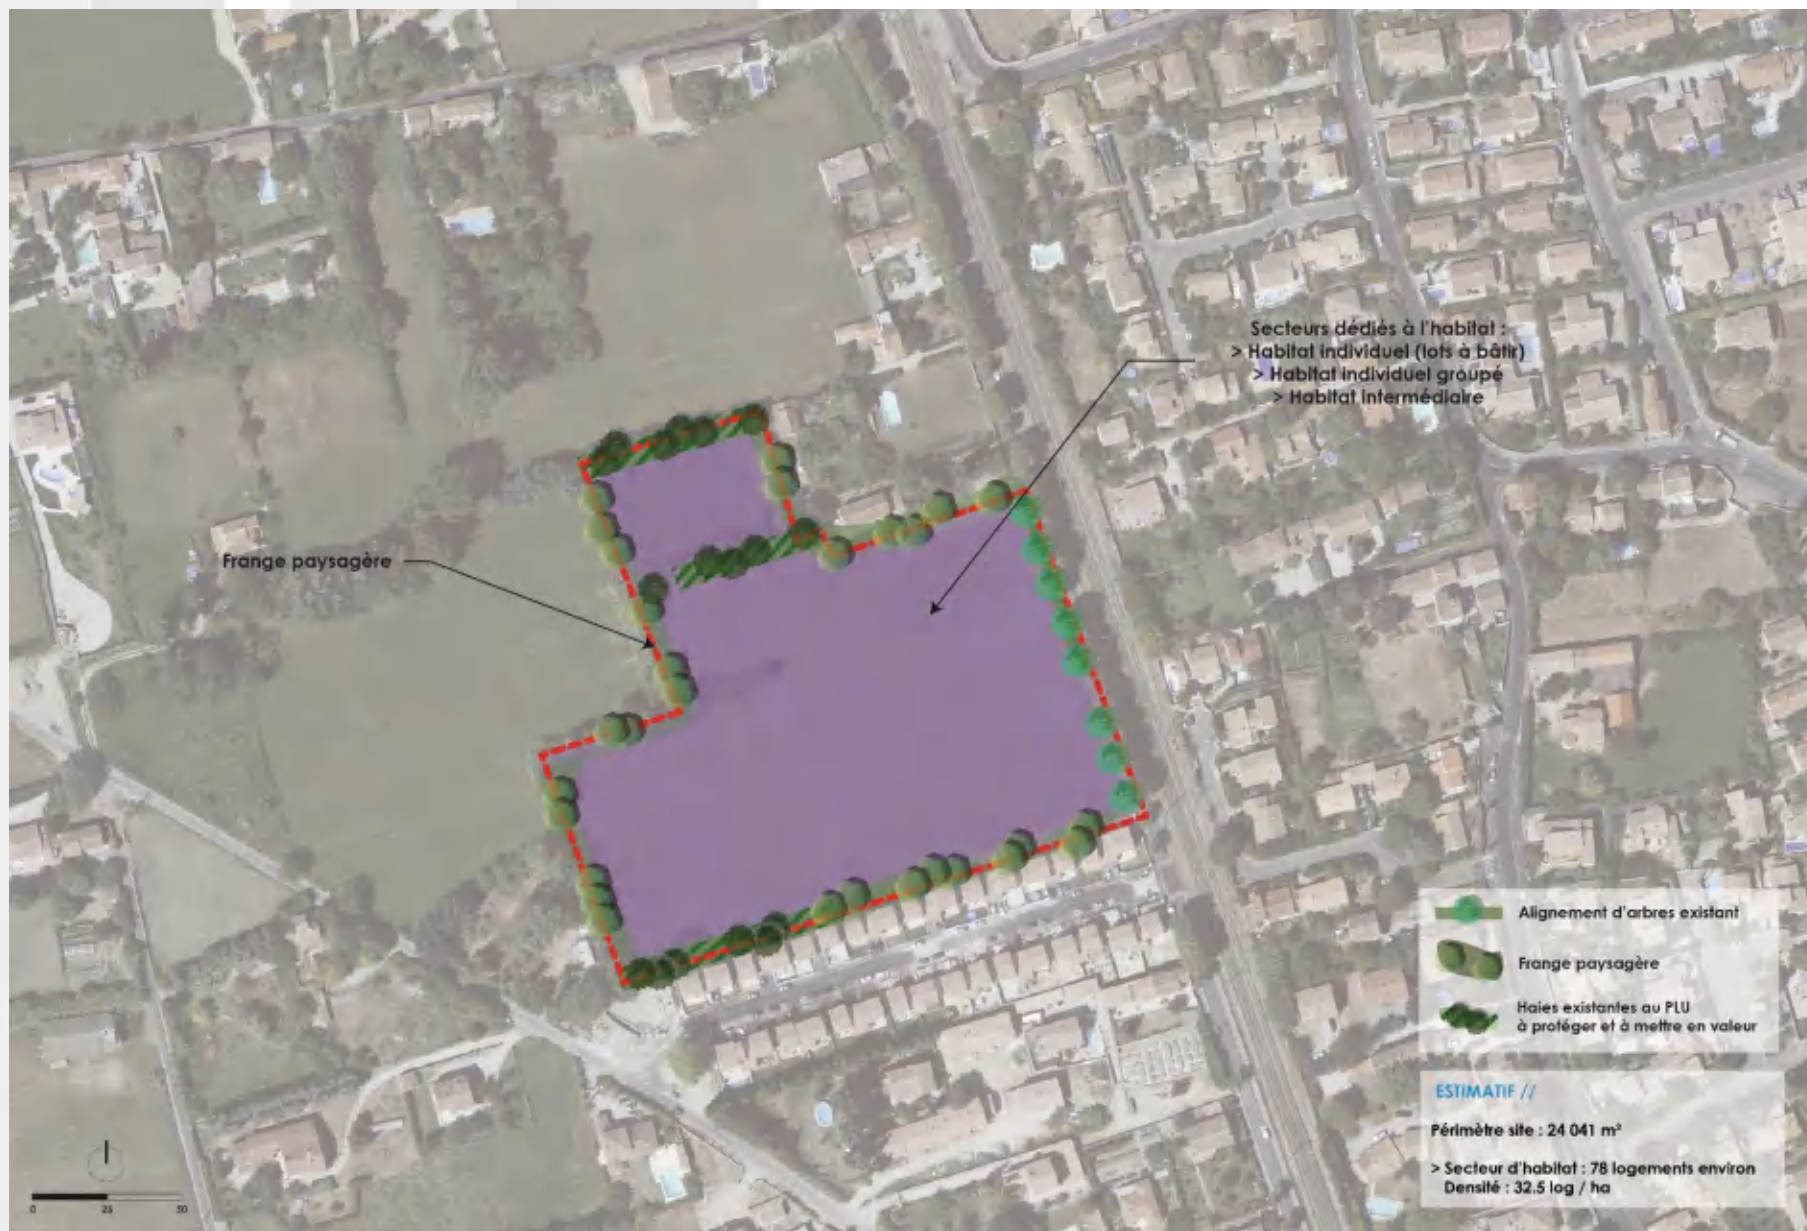 Secteurs dédiés à l'habitat :
> Habitat individuel (lots à bâtir)
> Habitat individuel groupé
> Habitat intermédiaire
Frange paysagère
Alignement d'arbres existant
Frange paysagère
Haies existantes au PLU
à protéger et à mettre en valeur
ESTIMATIF //
Périmètre site : 24 041 m²
> Secteur d'habitat : 78 logements environ
Densité : 32.5 log / ha
0 25 50